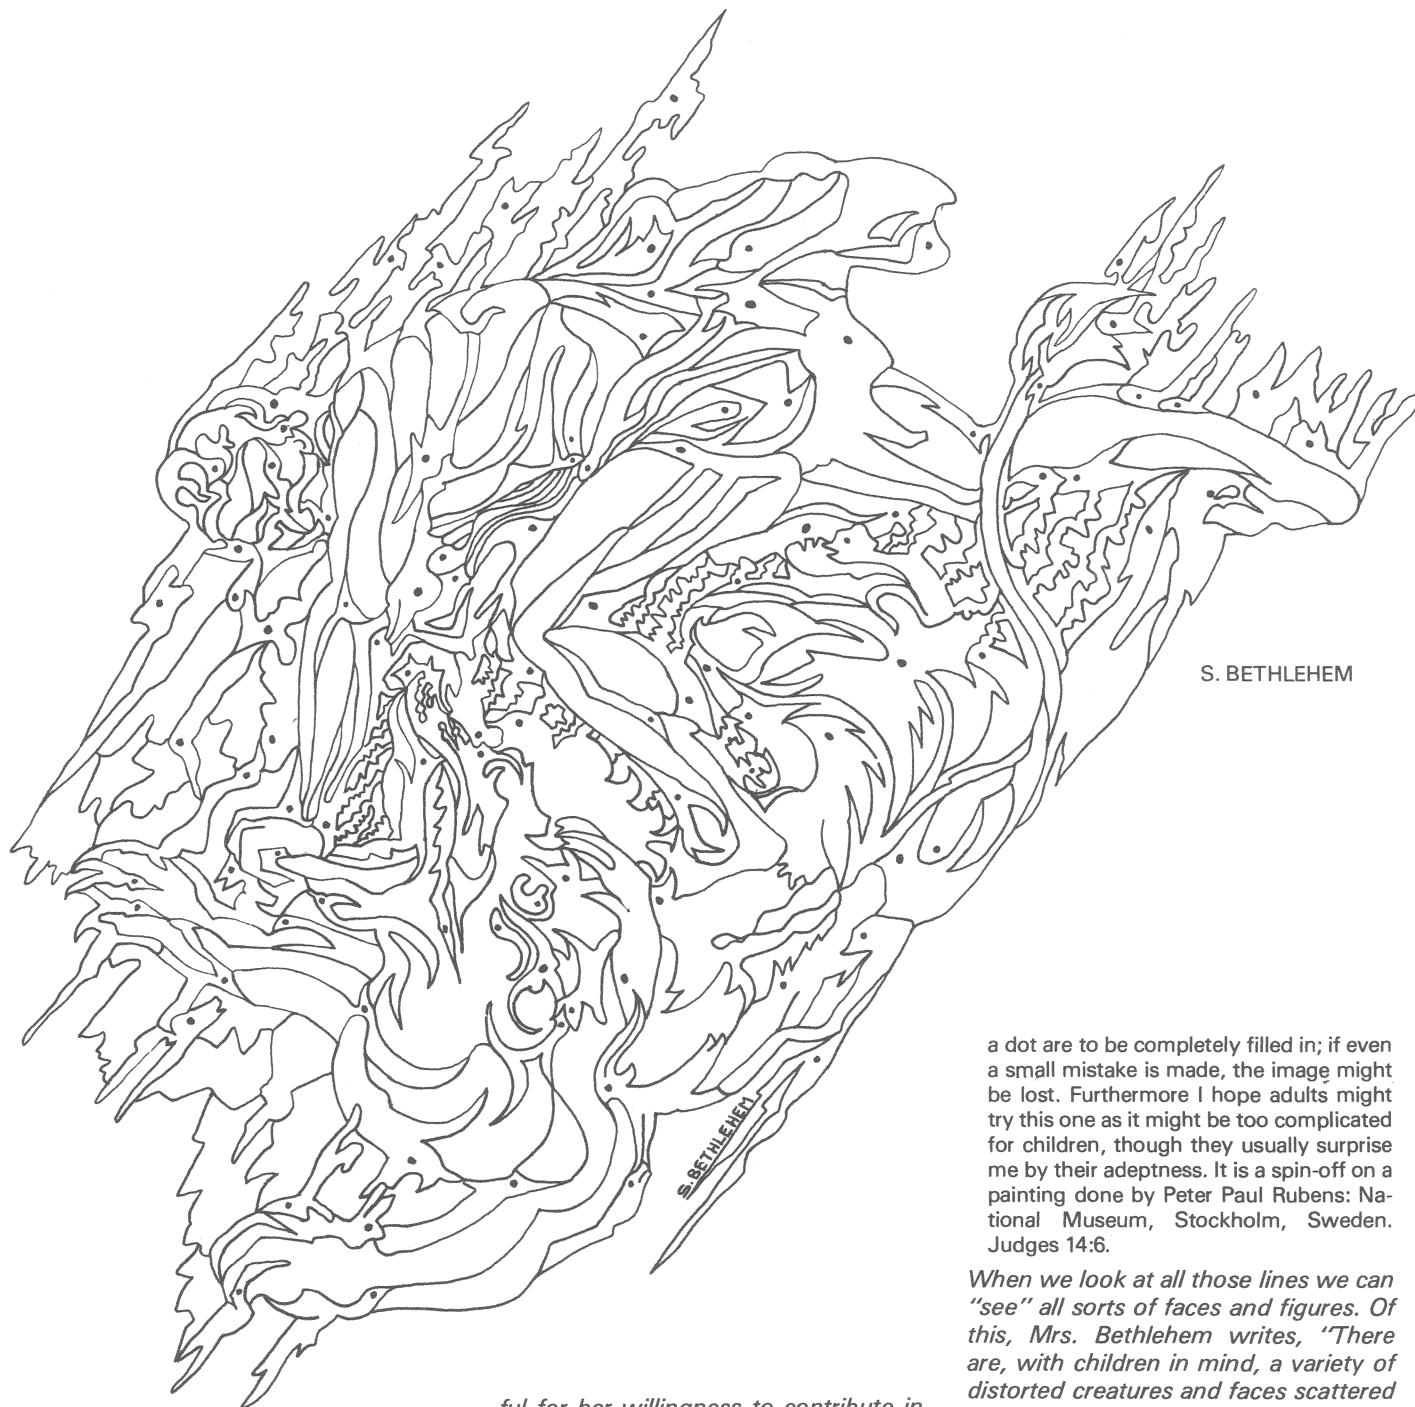 S. BETHLEHEM
S. BETHLEHEM
a dot are to be completely filled in; if even
a small mistake is made, the image might
be lost. Furthermore I hope adults might
try this one as it might be too complicated
for children, though they usually surprise
me by their adeptness. It is a spin-off on a
painting done by Peter Paul Rubens: Na-
tional Museum, Stockholm, Sweden.
Judges 14:6.
When we look at all those lines we can
"see" all sorts of faces and figures. Of
this, Mrs. Bethlehem writes, "There
are, with children in mind, a variety of
distorted creatures and faces scattered
ful for her willingness to contribute in